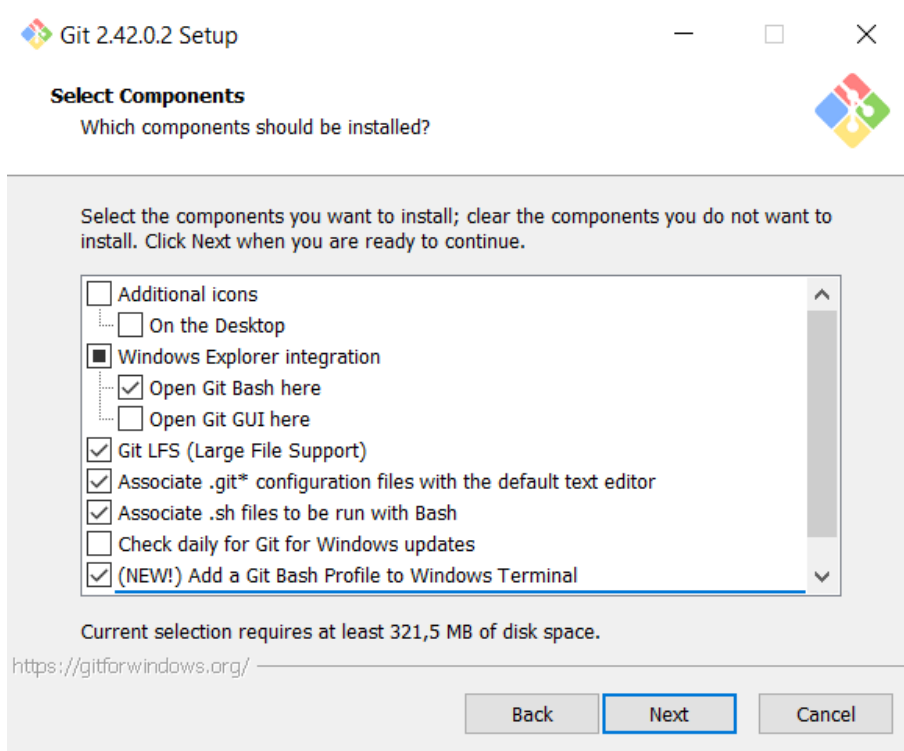 Git 2.42.0.2 Setup
Select Components
Which components should be installed?
Select the components you want to install; clear the components you do not want to
install. Click Next when you are ready to continue.
Additional icons
On the Desktop
Windows Explorer integration
Open Git Bash here
Open Git GUI here
Git LFS (Large File Support)
Associate .git* configuration files with the default text editor
Associate .sh files to be run with Bash
Check daily for Git for Windows updates
(NEW!) Add a Git Bash Profile to Windows Terminal
Current selection requires at least 321,5 MB of disk space.
https://gitforwindows.org/
Back
Next
Cancel